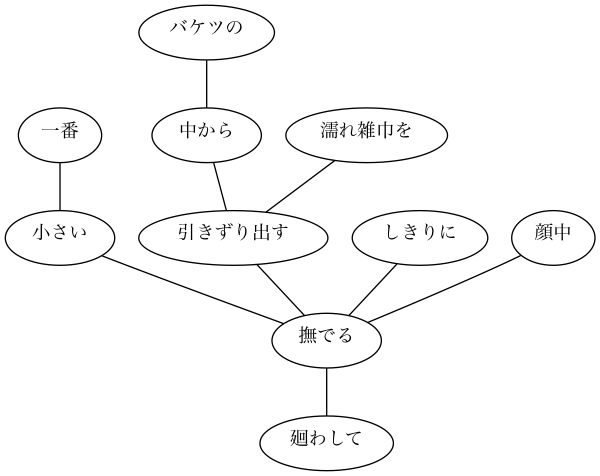 バケツの
一番
中から
濡れ雑巾を
小さい
引きずり出す
しきりに
顔中
撫でる
廻わして